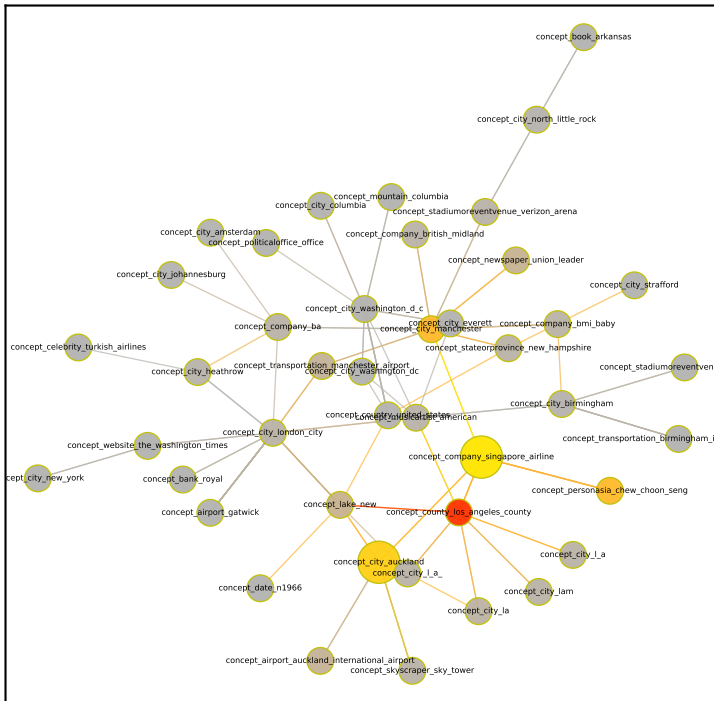 concept_book_arkansas
concept_city_north_little_rock
concept_mountain_columbia
concept_city_columbia
concept_stadiumoreventvenue_verizon_arena
concept_city_amsterdam
concept_company_british_midland
concept_politicaloffice_office
concept_newspaper_union_leader
concept_city_johannesburg
concept_city_strafford
concept_city_washington_d_c
concept_city_everett
concept_company_bmi_baby
concept_company_ba
concept_city_manchester
concept_celebrity_turkish_airlines
concept_stateorprovince_new_hampshire
concept_transportation_manchester_airport
concept_city_heathrow
concept_city_washington_dc
concept_stadiumoreventven
concept_city_birmingham
concept_country_united_states
concept_musicartist_american
concept_city_london_city
concept_transportation_birmingham_i
concept_website_the_washington_times
concept_company_singapore_airline
cept_city_new_york
concept_bank_royal
concept_personasia_chew_choon_seng
concept_lake_new
concept_airport_gatwick
concept_county_los_angeles_county
concept_city_l_a
concept_city_auckland
concept_city_l_a_
concept_date_n1966
concept_city_lam
concept_city_la
concept_airport_auckland_international_airport
concept_skyscraper_sky_tower